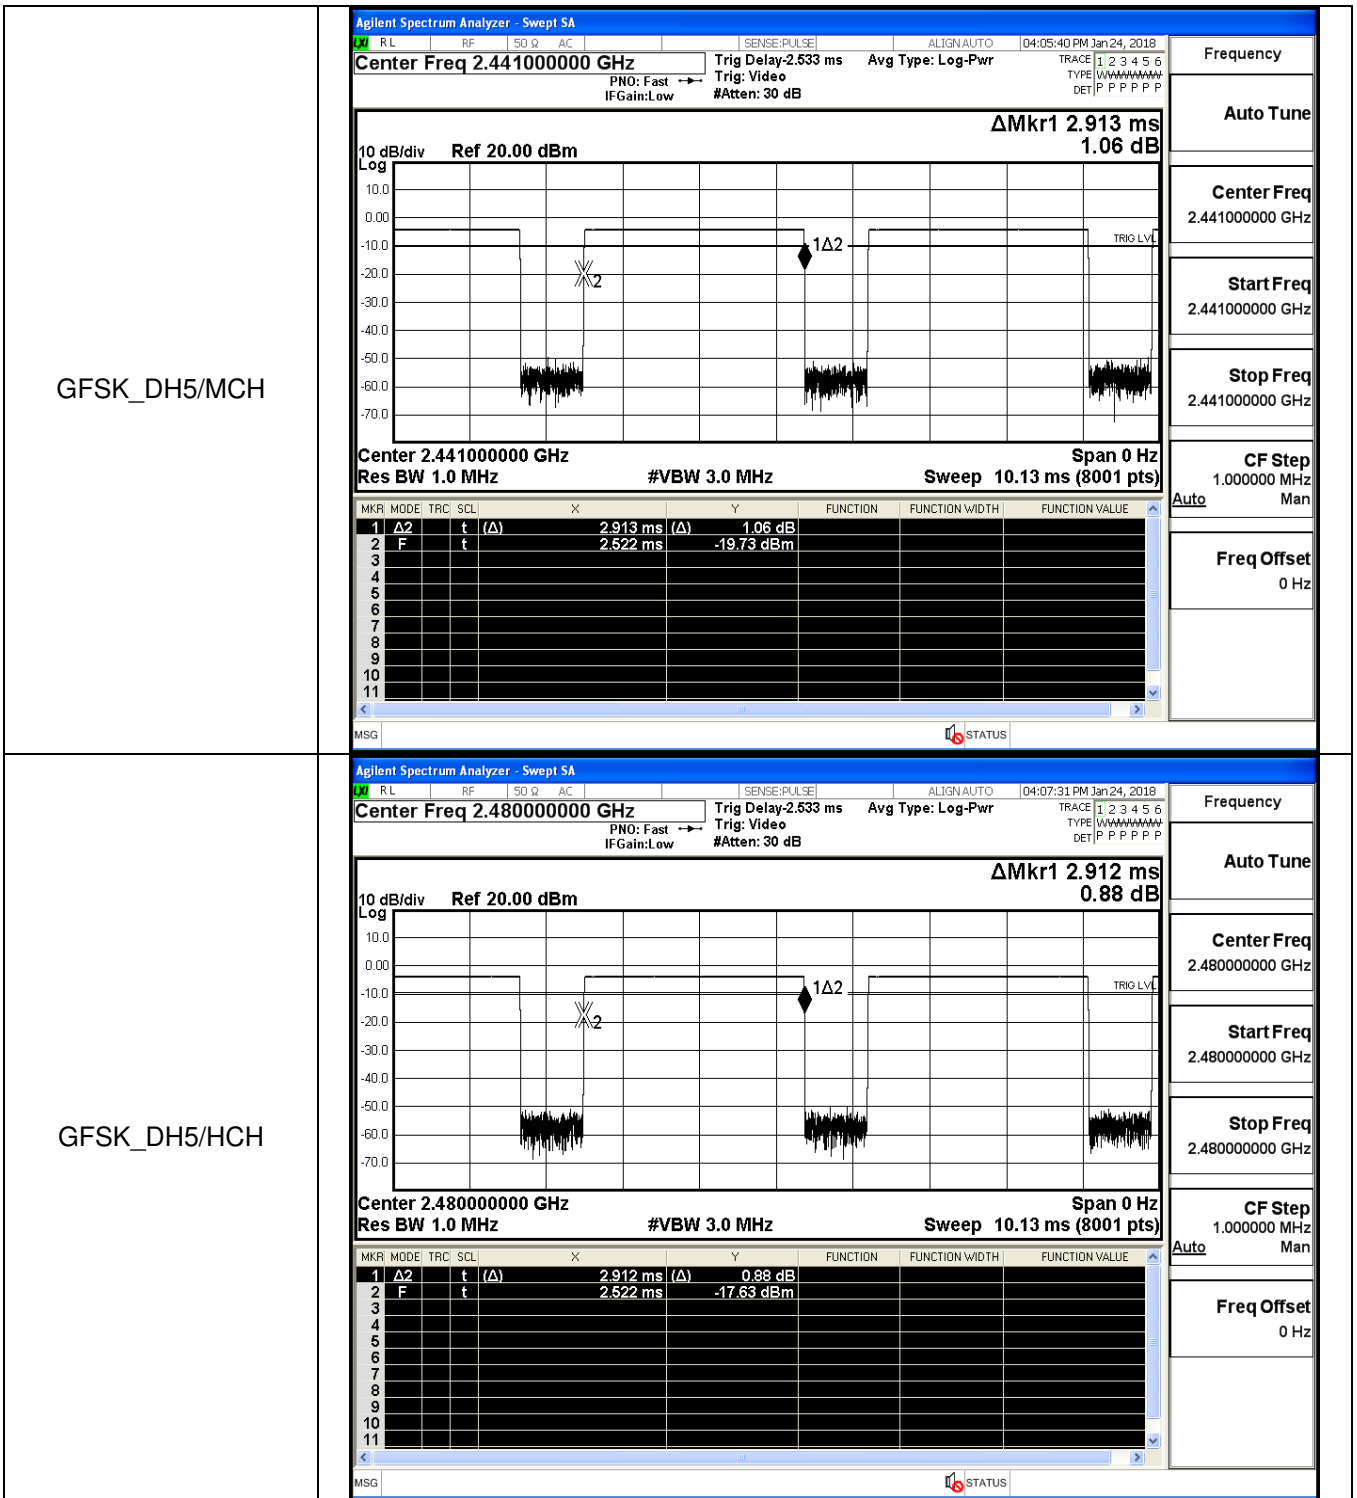 GFSK_DH5/MCH
Agilent Spectrum Analyzer - Swept SA
LXI RL RF 50 Ω AC SENSE:PULSE ALIGNAUTO 04:05:40 PM Jan 24, 2018
Center Freq 2.441000000 GHz
PNO: Fast
IFGain:Low
Trig Delay-2.533 ms
Trig: Video
#Atten: 30 dB
Avg Type: Log-Pwr
TRACE 1 2 3 4 5 6
TYPE WWWWWW
DET P P P P P P
ΔMkr1 2.913 ms
1.06 dB
10 dB/div Ref 20.00 dBm
Log
10.0
0.00
-10.0
-20.0
-30.0
-40.0
-50.0
-60.0
-70.0
1Δ2
2
TRIG LVL
Center 2.441000000 GHz Span 0 Hz
Res BW 1.0 MHz #VBW 3.0 MHz Sweep 10.13 ms (8001 pts)
MKR MODE TRC SCL X Y FUNCTION FUNCTION WIDTH FUNCTION VALUE
1 Δ2 t (Δ) 2.913 ms (Δ) 1.06 dB
2 F t 2.522 ms -19.73 dBm
3
4
5
6
7
8
9
10
11
MSG STATUS
Frequency
Auto Tune
Center Freq
2.441000000 GHz
Start Freq
2.441000000 GHz
Stop Freq
2.441000000 GHz
CF Step
1.000000 MHz
Auto Man
Freq Offset
0 Hz
GFSK_DH5/HCH
Agilent Spectrum Analyzer - Swept SA
LXI RL RF 50 Ω AC SENSE:PULSE ALIGNAUTO 04:07:31 PM Jan 24, 2018
Center Freq 2.480000000 GHz
PNO: Fast
IFGain:Low
Trig Delay-2.533 ms
Trig: Video
#Atten: 30 dB
Avg Type: Log-Pwr
TRACE 1 2 3 4 5 6
TYPE WWWWWW
DET P P P P P P
ΔMkr1 2.912 ms
0.88 dB
10 dB/div Ref 20.00 dBm
Log
10.0
0.00
-10.0
-20.0
-30.0
-40.0
-50.0
-60.0
-70.0
1Δ2
2
TRIG LVL
Center 2.480000000 GHz Span 0 Hz
Res BW 1.0 MHz #VBW 3.0 MHz Sweep 10.13 ms (8001 pts)
MKR MODE TRC SCL X Y FUNCTION FUNCTION WIDTH FUNCTION VALUE
1 Δ2 t (Δ) 2.912 ms (Δ) 0.88 dB
2 F t 2.522 ms -17.63 dBm
3
4
5
6
7
8
9
10
11
MSG STATUS
Frequency
Auto Tune
Center Freq
2.480000000 GHz
Start Freq
2.480000000 GHz
Stop Freq
2.480000000 GHz
CF Step
1.000000 MHz
Auto Man
Freq Offset
0 Hz